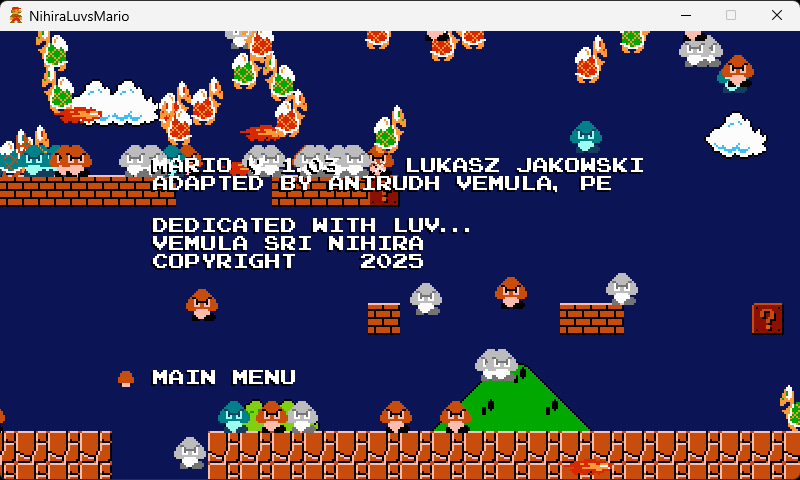 NihiraLuvsMario
MARIO V 1.03 LUKASZ JAKOWSKI
ADAPTED BY ANIRUDH VEMULA, PE
DEDICATED WITH LUV...
VEMULA SRI NIHIRA
COPYRIGHT 2025
?
?
MAIN MENU